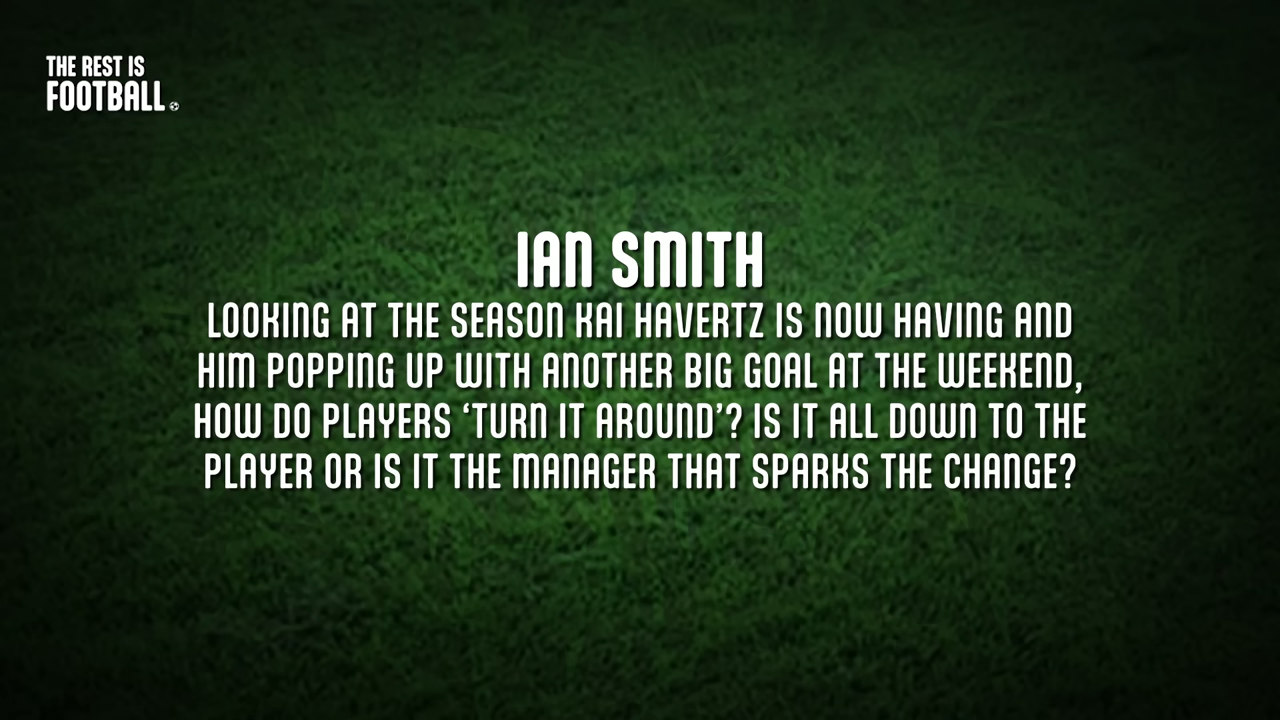 THE REST IS
FOOTBALL
IAN SMITH
LOOKING AT THE SEASON KAI HAVERTZ IS NOW HAVING AND
HIM POPPING UP WITH ANOTHER BIG GOAL AT THE WEEKEND,
HOW DO PLAYERS ‘TURN IT AROUND’? IS IT ALL DOWN TO THE
PLAYER OR IS IT THE MANAGER THAT SPARKS THE CHANGE?